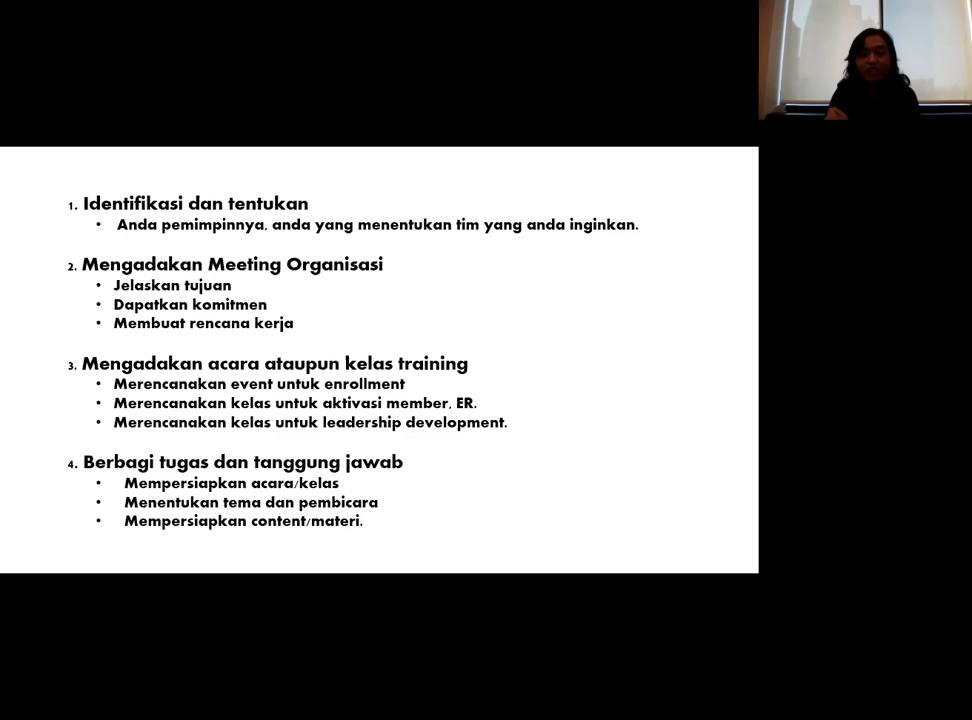 1. Identifikasi dan tentukan
• Anda pemimpinnya, anda yang menentukan tim yang anda inginkan.
2. Mengadakan Meeting Organisasi
• Jelaskan tujuan
• Dapatkan komitmen
• Membuat rencana kerja
3. Mengadakan acara ataupun kelas training
• Merencanakan event untuk enrollment
• Merencanakan kelas untuk aktivasi member, ER.
• Merencanakan kelas untuk leadership development.
4. Berbagi tugas dan tanggung jawab
• Mempersiapkan acara/kelas
• Menentukan tema dan pembicara
• Mempersiapkan content/materi.